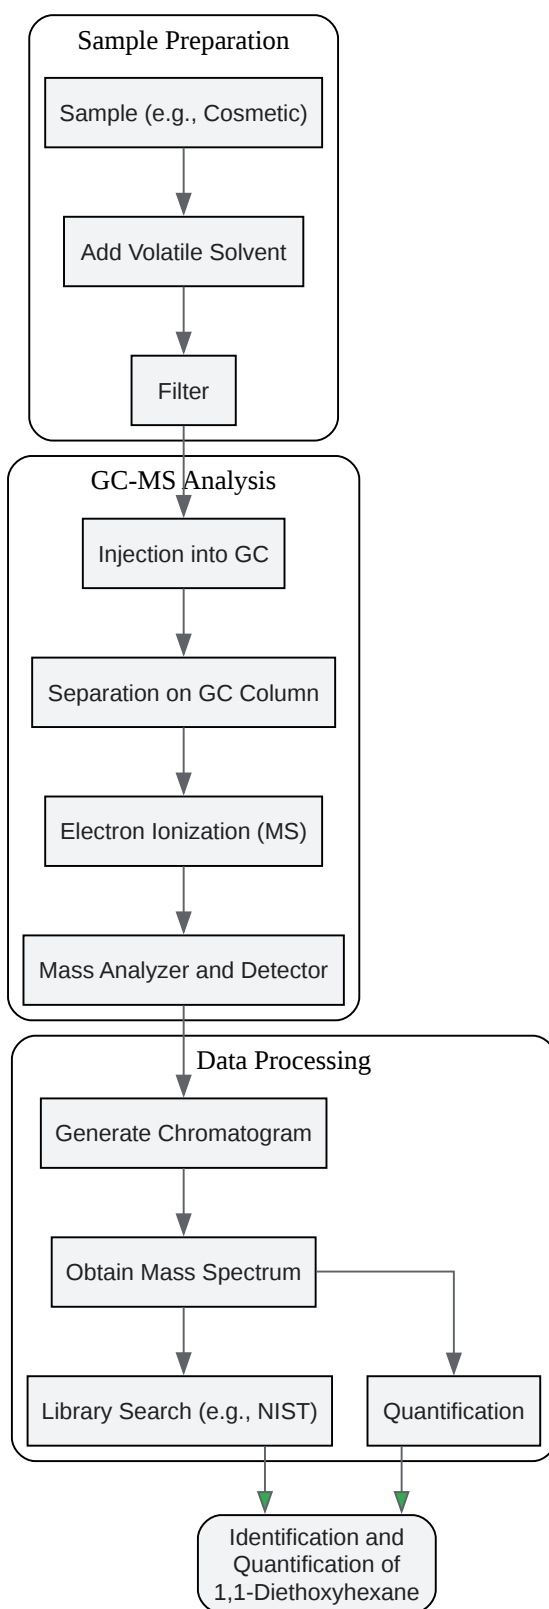 Sample Preparation
Sample (e.g., Cosmetic)
Add Volatile Solvent
Filter
GC-MS Analysis
Injection into GC
Separation on GC Column
Electron Ionization (MS)
Mass Analyzer and Detector
Data Processing
Generate Chromatogram
Obtain Mass Spectrum
Library Search (e.g., NIST)
Quantification
Identification and
Quantification of
1,1-Diethoxyhexane